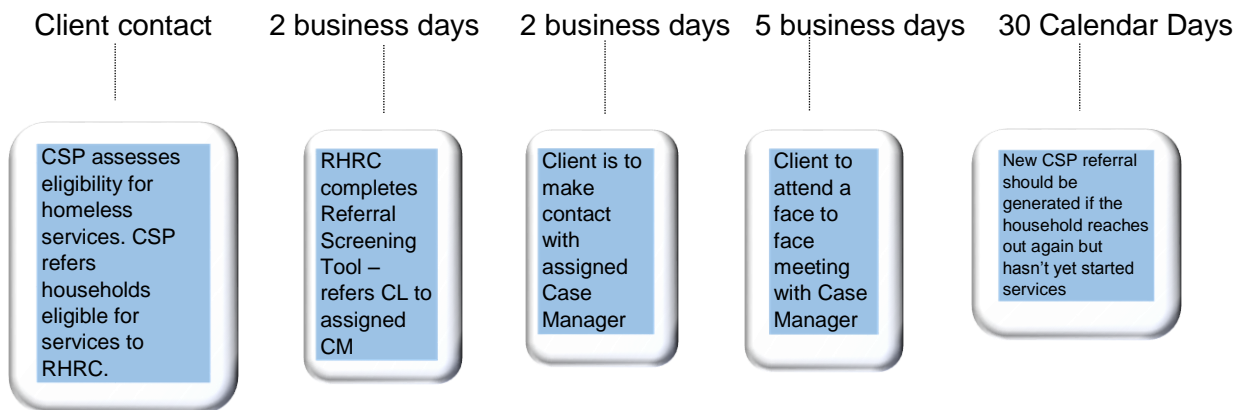 Client contact
2 business days
2 business days
5 business days
30 Calendar Days
CSP assesses
eligibility for
homeless
services. CSP
refers
households
eligible for
services to
RHRC.
RHRC
completes
Referral
Screening
Tool –
refers CL to
assigned
CM
Client is to
make
contact
with
assigned
Case
Manager
Client to
attend a
face to
face
meeting
with Case
Manager
New CSP referral
should be
generated if the
household reaches
out again but
hasn’t yet started
services